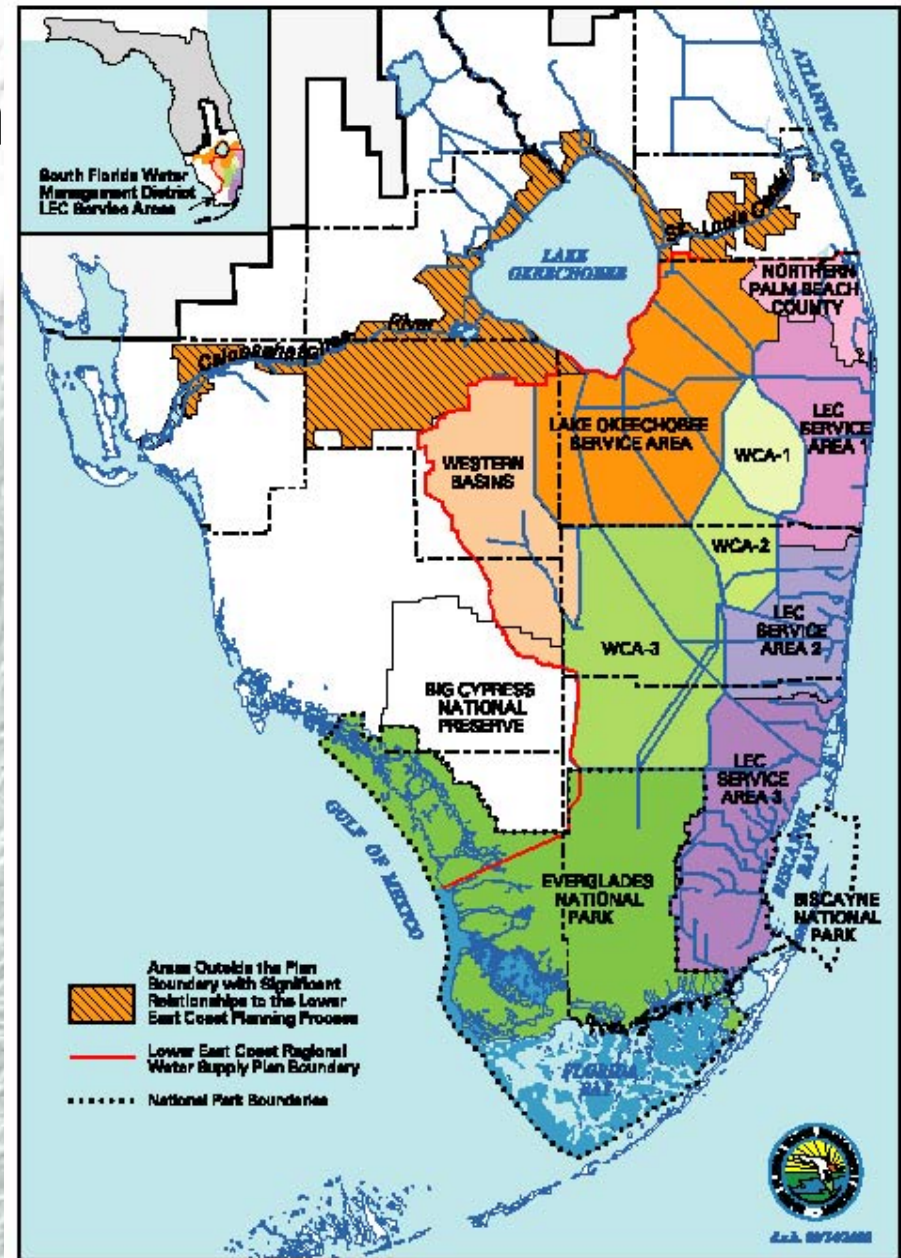 South Florida Water
Management District
LEC Service Areas
ATLANTIC OCEAN
St. Lucie Canal
LAKE
OKEECHOBEE
NORTHERN
PALM BEACH
COUNTY
Caloosahatchee River
LAKE OKEECHOBEE
SERVICE AREA
WCA-1
LEC
SERVICE
AREA 1
WESTERN
BASINS
WCA-2
LEC
SERVICE
AREA 2
WCA-3
BIG CYPRESS
NATIONAL
PRESERVE
LEC
SERVICE
AREA 3
GULF OF MEXICO
BISCAYNE
BAY
EVERGLADES
NATIONAL
PARK
BISCAYNE
NATIONAL
PARK
FLORIDA
BAY
Areas Outside the Plan
Boundary with Significant
Relationships to the Lower
East Coast Planning Process
Lower East Coast Regional
Water Supply Plan Boundary
National Park Boundaries